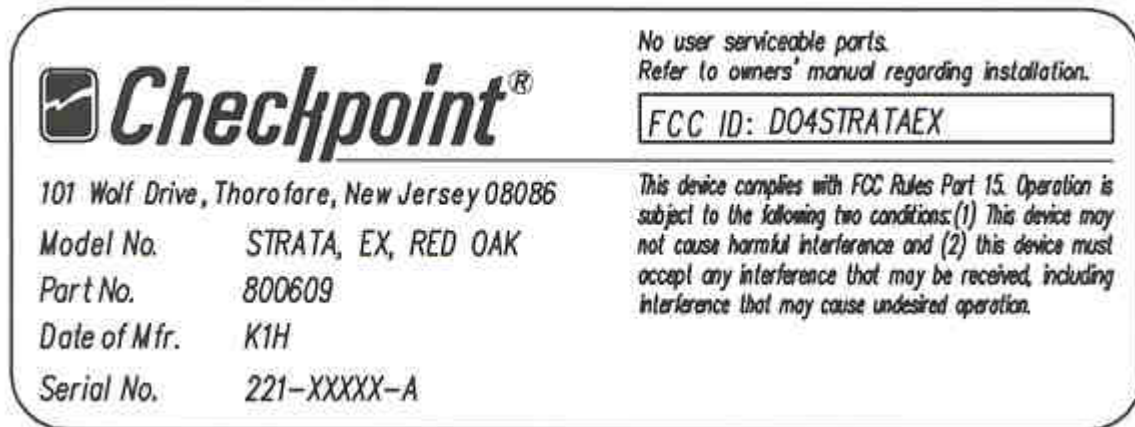 Checkpoint®
101 Wolf Drive, Thorofare, New Jersey 08086
Model No. STRATA, EX, RED OAK
Part No. 800609
Date of Mfr. K1H
Serial No. 221-XXXXX-A
No user serviceable parts.
Refer to owners' manual regarding installation.
FCC ID: DO4STRATAEX
This device complies with FCC Rules Part 15. Operation is
subject to the following two conditions:(1) This device may
not cause harmful interference and (2) this device must
accept any interference that may be received, including
interference that may cause undesired operation.